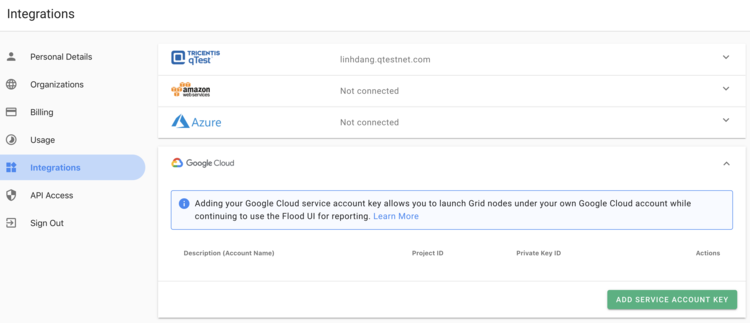 Integrations
Personal Details
Organizations
Billing
Usage
Integrations
API Access
Sign Out
TRICENTIS
qTest
linhdang.qtestnet.com
amazon
webservices
Not connected
Azure
Not connected
Google Cloud
Adding your Google Cloud service account key allows you to launch Grid nodes under your own Google Cloud account while
continuing to use the Flood UI for reporting. Learn More
Description (Account Name) Project ID Private Key ID Actions
ADD SERVICE ACCOUNT KEY